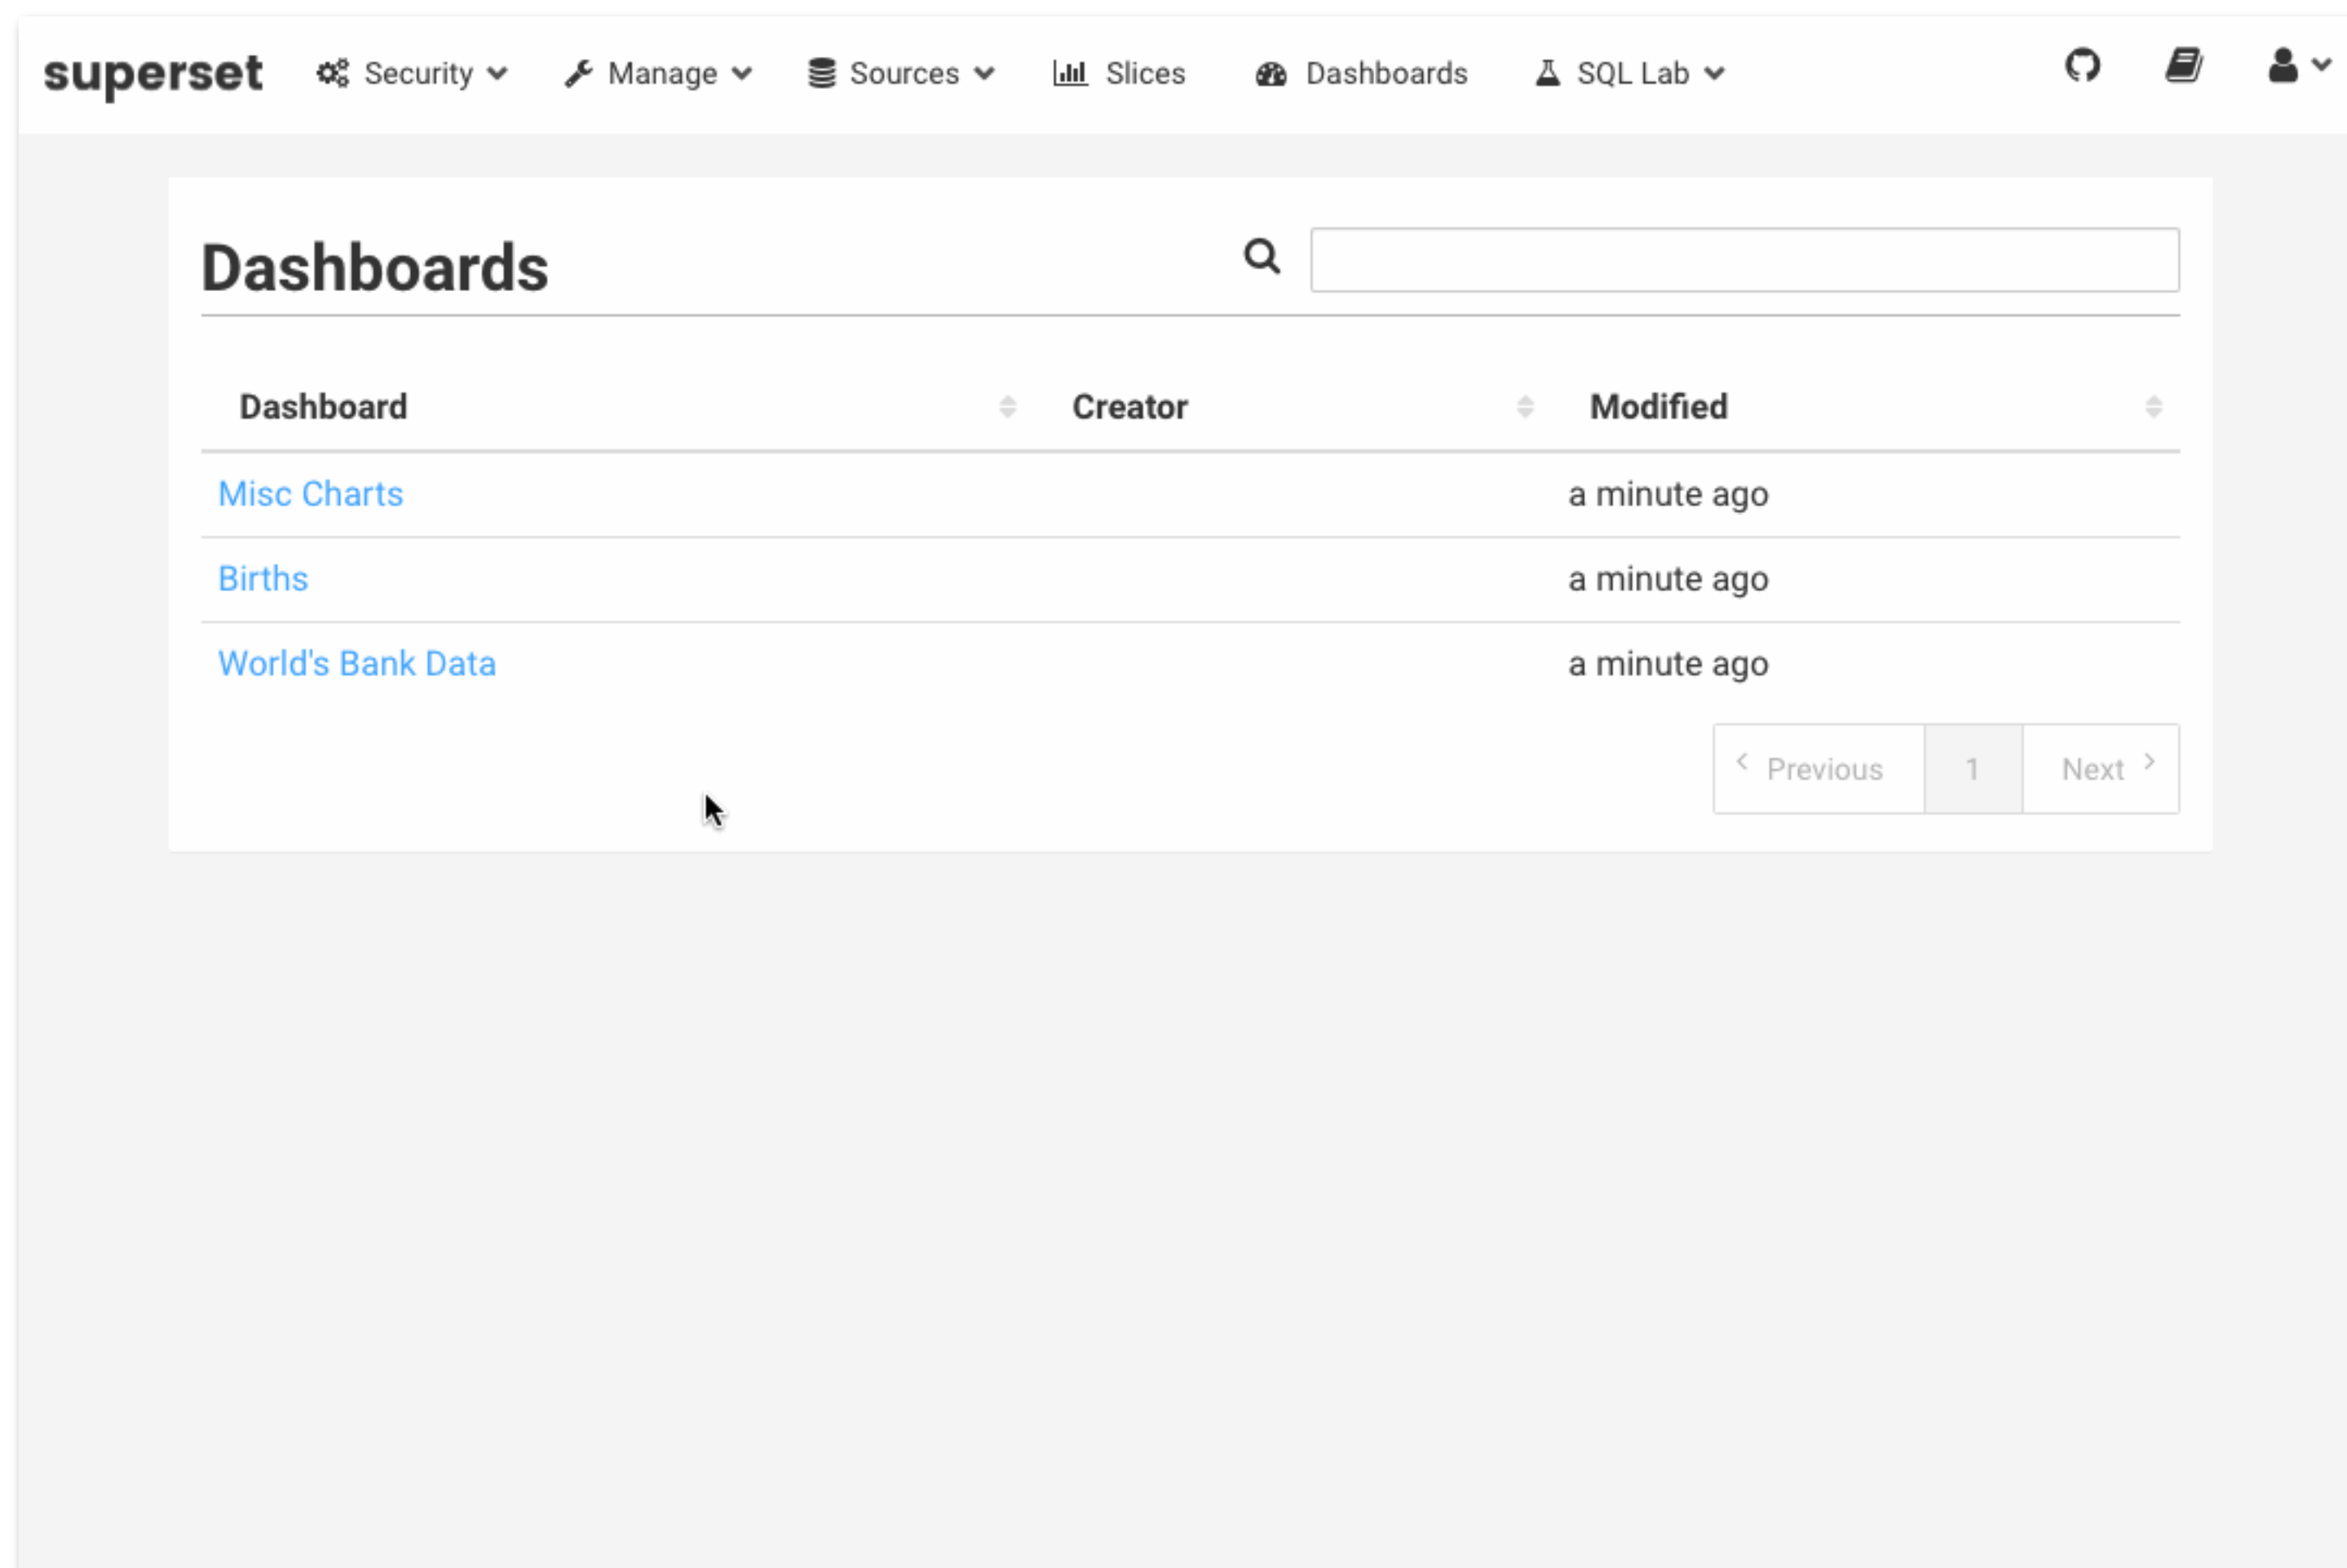 superset Security Manage Sources Slices Dashboards SQL Lab
Dashboards
Dashboard Creator Modified
Misc Charts a minute ago
Births a minute ago
World's Bank Data a minute ago
Previous 1 Next